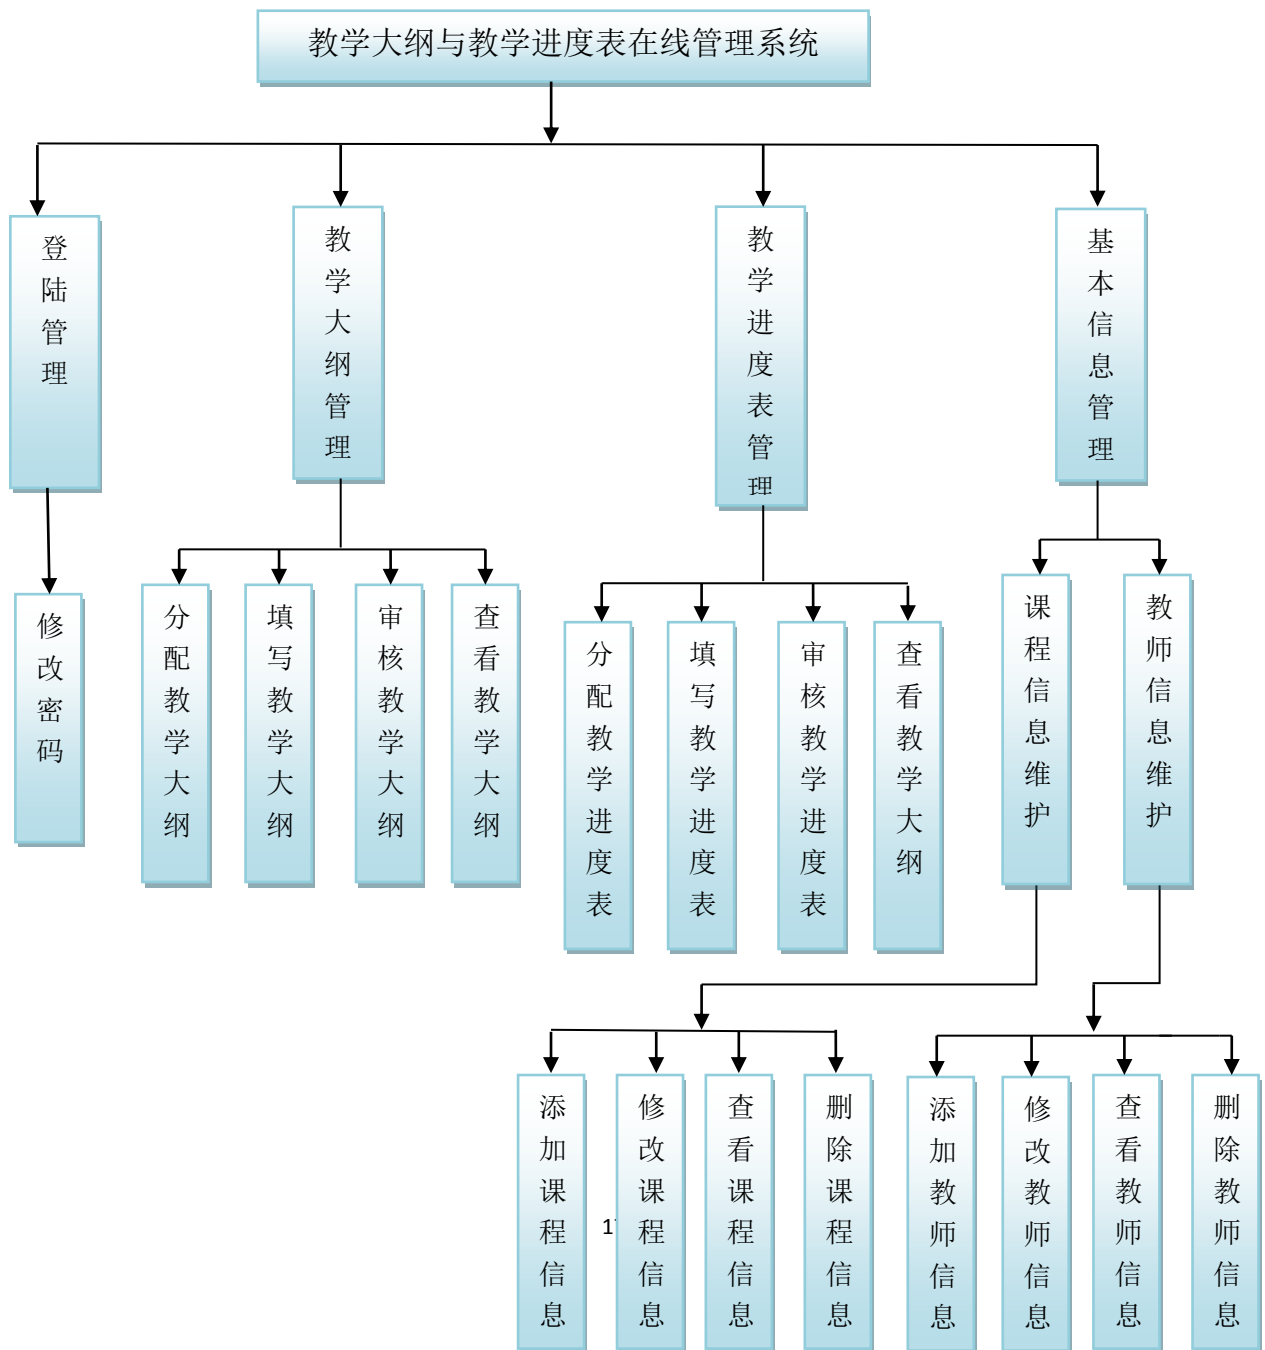 教学大纲与教学进度表在线管理系统
登陆管理
教学大纲管理
教学进度表管理
基本信息管理
修改密码
分配教学大纲
填写教学大纲
审核教学大纲
查看教学大纲
分配教学进度表
填写教学进度表
审核教学进度表
查看教学大纲
课程信息维护
教师信息维护
添加课程信息
修改课程信息
查看课程信息
删除课程信息
添加教师信息
修改教师信息
查看教师信息
删除教师信息